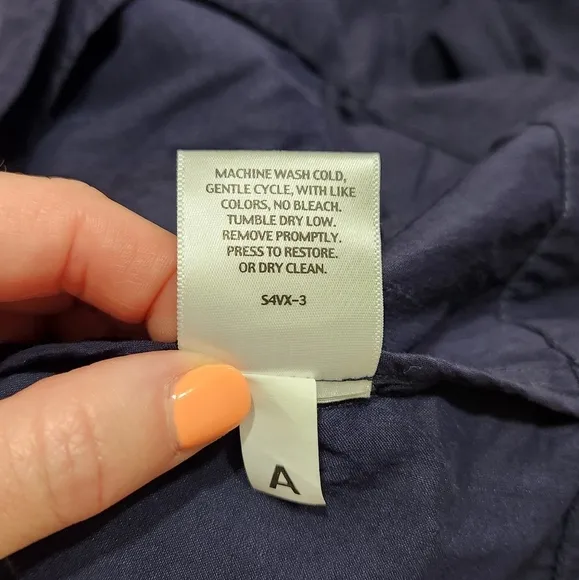 MACHINE WASH COLD,
GENTLE CYCLE, WITH LIKE
COLORS, NO BLEACH.
TUMBLE DRY LOW.
REMOVE PROMPTLY.
PRESS TO RESTORE.
OR DRY CLEAN.
S4VX-3
A